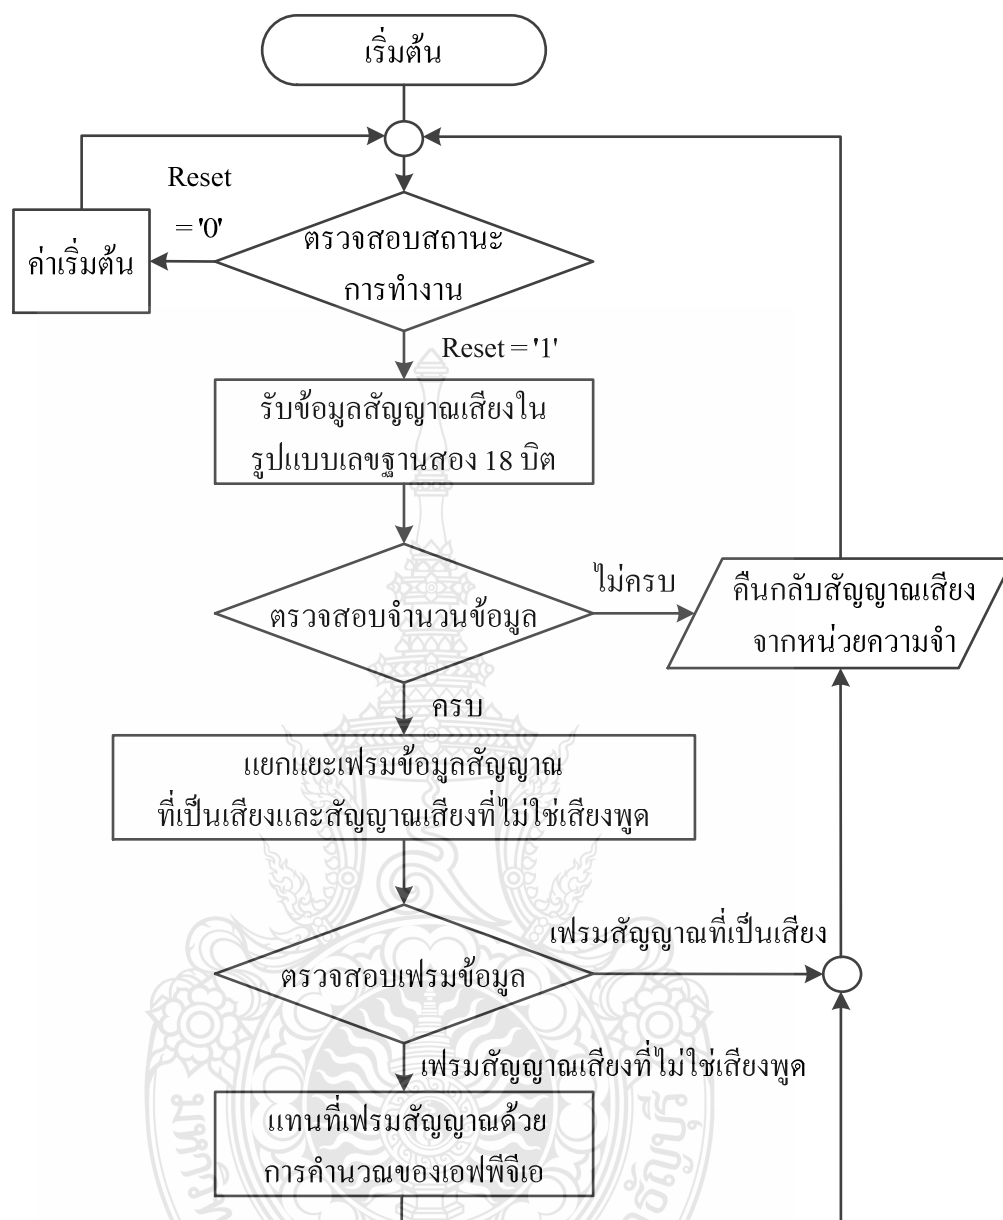 เริ่มต้น
Reset
= '0'
ตรวจสอบสถานะ
การทำงาน
ค่าเริ่มต้น
Reset = '1'
รับข้อมูลสัญญาณเสียงใน
รูปแบบเลขฐานสอง 18 บิต
ไม่ครบ
คืนกลับสัญญาณเสียง
จากหน่วยความจำ
ตรวจสอบจำนวนข้อมูล
ครบ
แยกแยะเฟรมข้อมูลสัญญาณ
ที่เป็นเสียงและสัญญาณเสียงที่ไม่ใช่เสียงพูด
เฟรมสัญญาณที่เป็นเสียง
ตรวจสอบเฟรมข้อมูล
เฟรมสัญญาณเสียงที่ไม่ใช่เสียงพูด
แทนที่เฟรมสัญญาณด้วย
การคำนวณของเอฟพีจีเอ